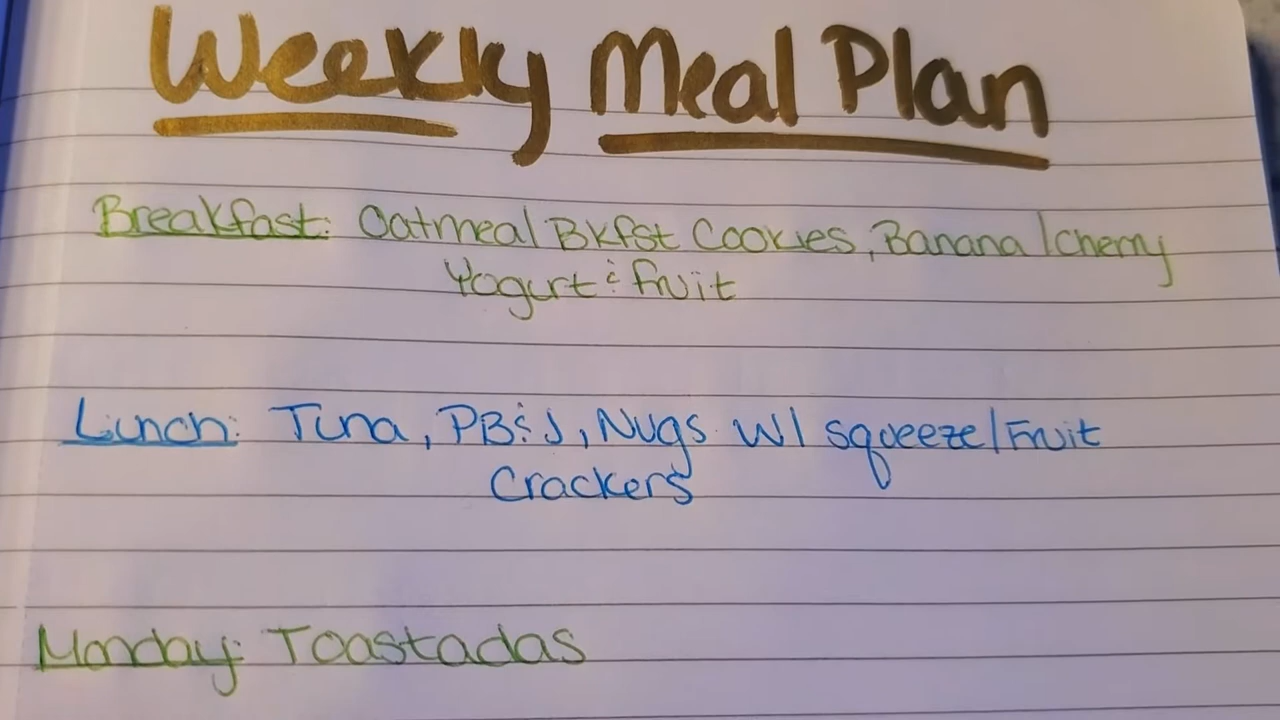 Weekly Meal Plan
Breakfast: Oatmeal Bkfst Cookies, Banana/Cherry
Yogurt & Fruit
Lunch: Tuna, PB&J, Nugs w/ squeeze/Fruit
Crackers
Monday: Toastadas